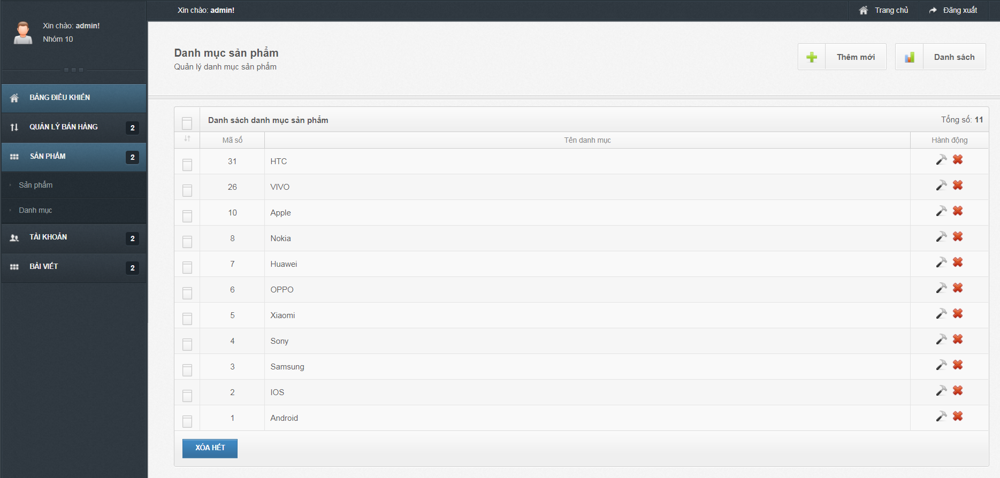 Xin chào: admin!
Nhóm 10
Xin chào: admin!
Trang chủ
Đăng xuất
BẢNG ĐIỀU KHIỂN
QUẢN LÝ BÁN HÀNG 2
SẢN PHẨM 2
Sản phẩm
Danh mục
TÀI KHOẢN 2
BÀI VIẾT 2
Danh mục sản phẩm
Quản lý danh mục sản phẩm
Thêm mới
Danh sách
Danh sách danh mục sản phẩm Tổng số: 11
Mã số Tên danh mục Hành động
31 HTC
26 VIVO
10 Apple
8 Nokia
7 Huawei
6 OPPO
5 Xiaomi
4 Sony
3 Samsung
2 IOS
1 Android
XÓA HẾT